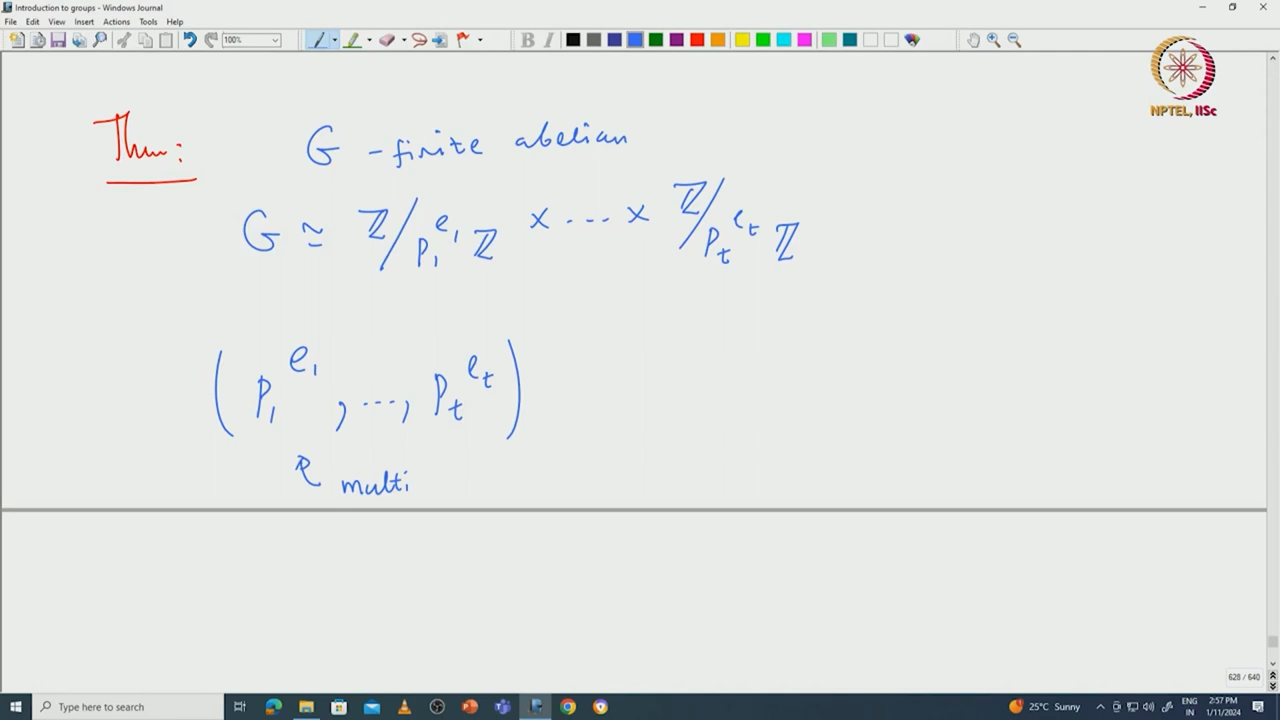 Introduction to groups - Windows Journal
File Edit View Insert Actions Tools Help
100%
B I
NPTEL, IISc
Thm: G - finite abelian
G ≃ ℤ/p₁^{e₁}ℤ × ... × ℤ/p_t^{e_t}ℤ
(p₁^{e₁}, ..., p_t^{e_t})
multi
628 / 640
Type here to search
25°C Sunny
ENG
IN
2:57 PM
1/11/2024